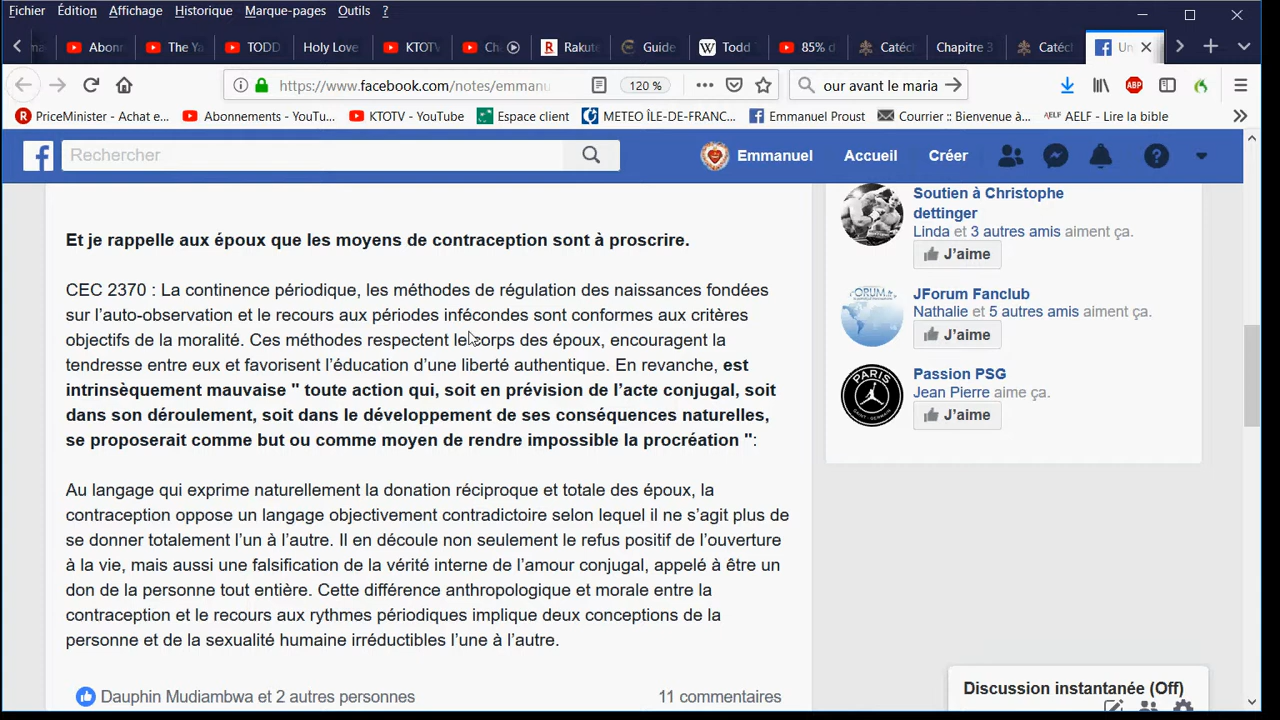 Fichier Édition Affichage Historique Marque-pages Outils ?
Abonn The Ya TODD Holy Love KTOTV Cha Rakute Guide Todd 85% d Catéch Chapitre 3 Catéch Un
https://www.facebook.com/notes/emmanu 120 % our avant le maria
PriceMinister - Achat e... Abonnements - YouTu... KTOTV - YouTube Espace client METEO ÎLE-DE-FRANC... Emmanuel Proust Courrier :: Bienvenue à... AELF AELF - Lire la bible
Rechercher Emmanuel Accueil Créer
Et je rappelle aux époux que les moyens de contraception sont à proscrire.
CEC 2370 : La continence périodique, les méthodes de régulation des naissances fondées
sur l'auto-observation et le recours aux périodes infécondes sont conformes aux critères
objectifs de la moralité. Ces méthodes respectent le corps des époux, encouragent la
tendresse entre eux et favorisent l'éducation d'une liberté authentique. En revanche, est
intrinsèquement mauvaise " toute action qui, soit en prévision de l'acte conjugal, soit
dans son déroulement, soit dans le développement de ses conséquences naturelles,
se proposerait comme but ou comme moyen de rendre impossible la procréation ":
Au langage qui exprime naturellement la donation réciproque et totale des époux, la
contraception oppose un langage objectivement contradictoire selon lequel il ne s'agit plus de
se donner totalement l'un à l'autre. Il en découle non seulement le refus positif de l'ouverture
à la vie, mais aussi une falsification de la vérité interne de l'amour conjugal, appelé à être un
don de la personne tout entière. Cette différence anthropologique et morale entre la
contraception et le recours aux rythmes périodiques implique deux conceptions de la
personne et de la sexualité humaine irréductibles l'une à l'autre.
Dauphin Mudiambwa et 2 autres personnes 11 commentaires
Soutien à Christophe
dettinger
Linda et 3 autres amis aiment ça.
J'aime
FORUM.fr
JForum Fanclub
Nathalie et 5 autres amis aiment ça.
J'aime
PARIS
Passion PSG
Jean Pierre aime ça.
J'aime
Discussion instantanée (Off)